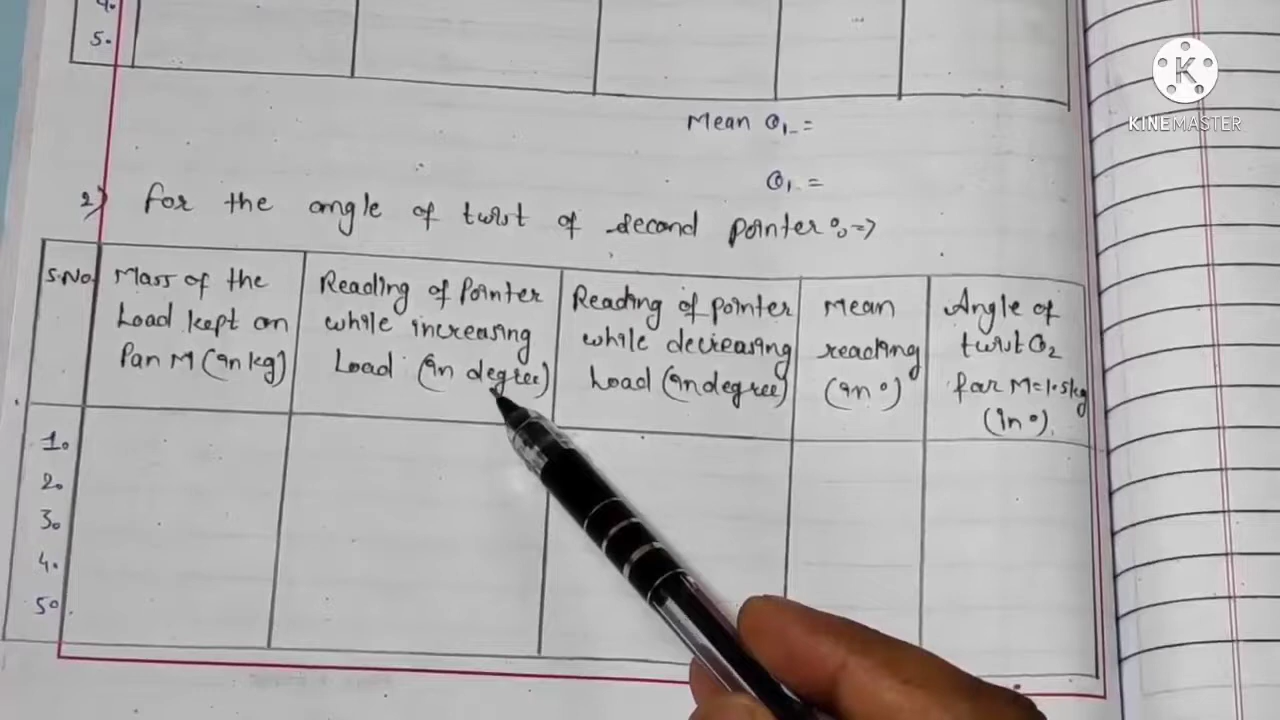 4.
5.
Mean θ1 =
θ1 =
2) for the angle of twist of second pointer :- =>
S.No.
Mass of the
Load kept on
Pan M (in kg)
Reading of Pointer
while increasing
Load (in degree)
Reading of pointer
while decreasing
Load (in degree)
Mean
reading
(in °)
Angle of
twist θ2
for M=1.5kg
(in °).
1.
2.
3.
4.
5.
K
KINEMASTER